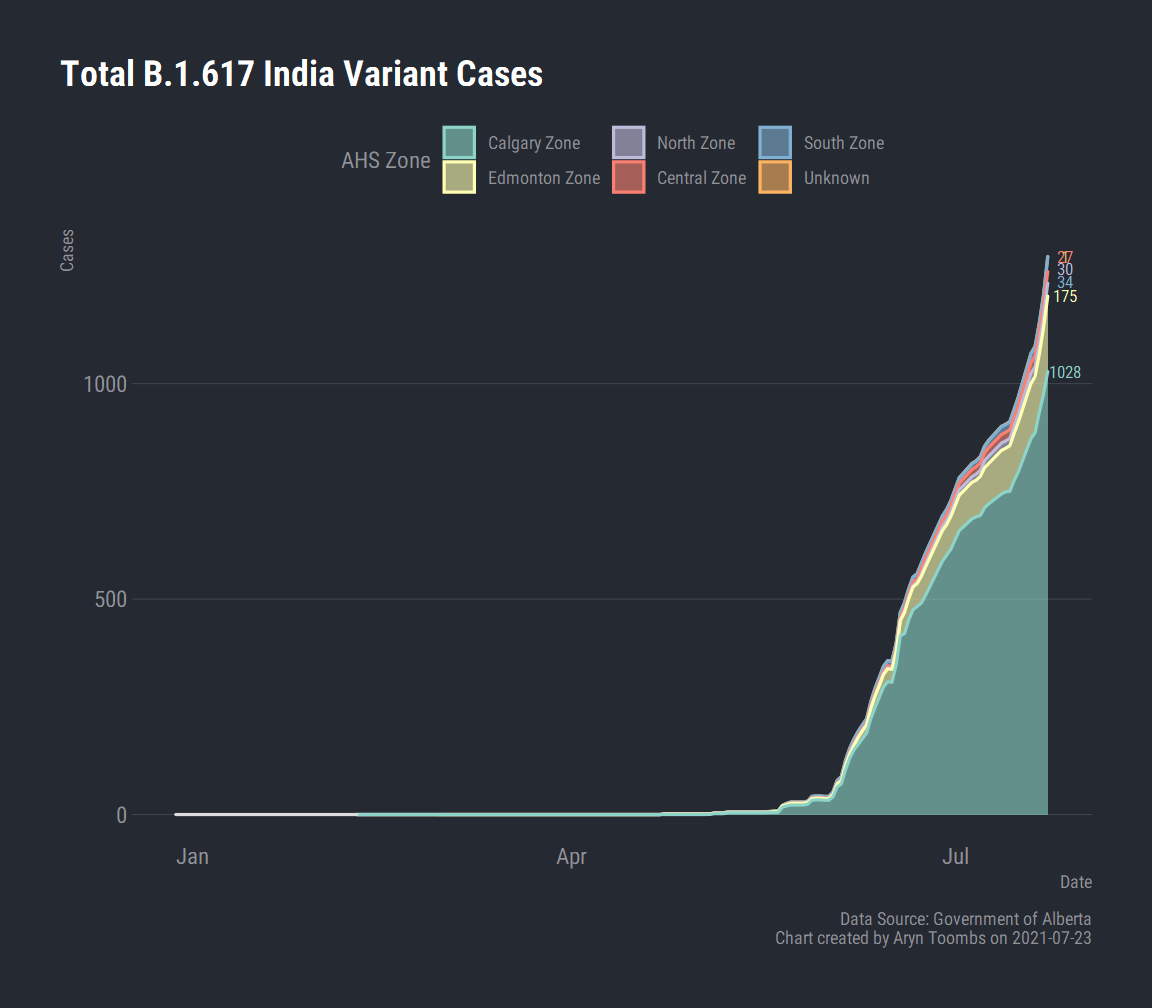 Total B.1.617 India Variant Cases
AHS Zone
Calgary Zone North Zone South Zone
Edmonton Zone Central Zone Unknown
Cases
27
30
34
175
1028
1000
500
0
Jan Apr Jul
Date
Data Source: Government of Alberta
Chart created by Aryn Toombs on 2021-07-23